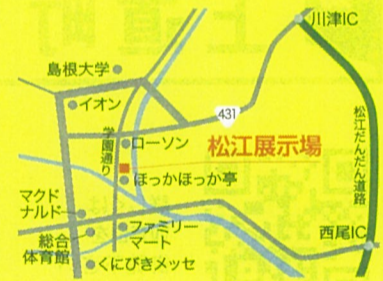 川津IC
島根大学
イオン
431
学園通り
ローソン
松江展示場
松江だんだん道路
ほっかほっか亭
マクド
ナルド
ファミリー
マート
総合
体育館
西尾IC
くにびきメッセ